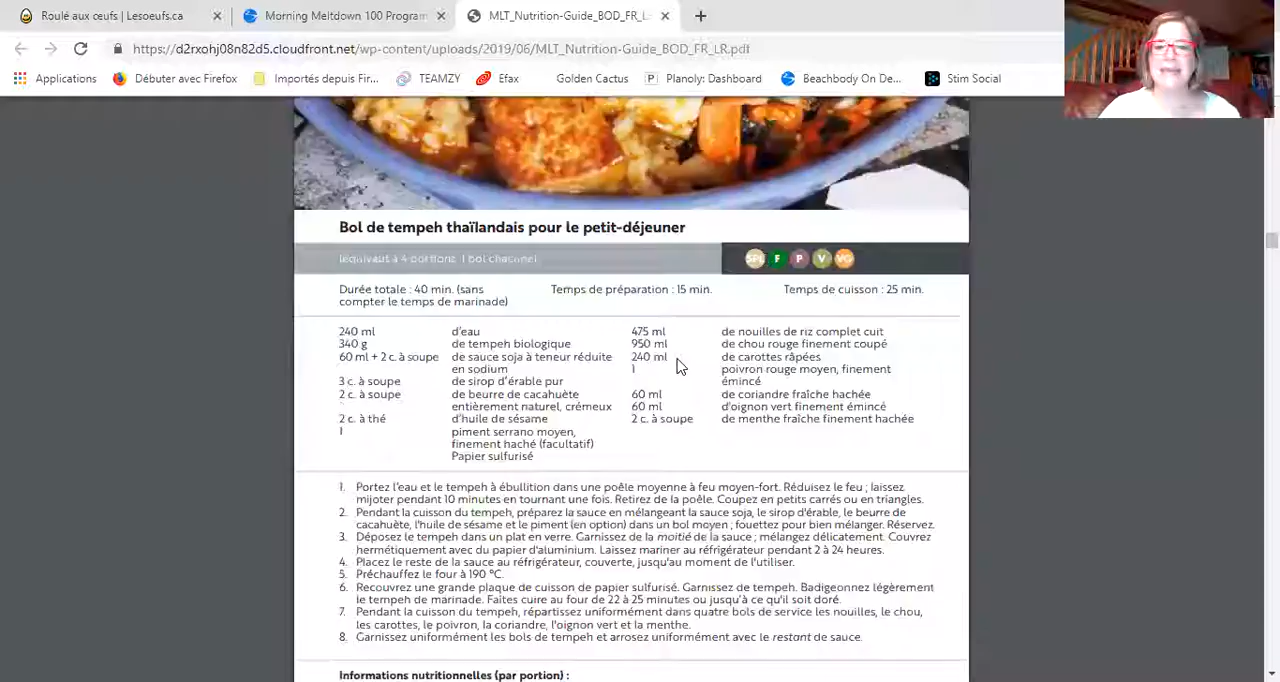 Roulé aux œufs / Lesoeufs.ca
Morning Meltdown 100 Program
MLT_Nutrition-Guide_BOD_FR_L
https://d2rxohj08n82d5.cloudfront.net/wp-content/uploads/2019/06/MLT_Nutrition-Guide_BOD_FR_LR.pdf
Applications
Débuter avec Firefox
Importés depuis Fir...
TEAMZY
Efax
Golden Cactus
P
Planoly: Dashboard
Beachbody On De...
Stim Social
Bol de tempeh thaïlandais pour le petit-déjeuner
(équivaut à 4 portions, 1 bol chacune)
SPL F P V VG
Durée totale : 40 min. (sans
compter le temps de marinade)
Temps de préparation : 15 min.
Temps de cuisson : 25 min.
240 ml d'eau
340 g de tempeh biologique
60 ml + 2 c. à soupe de sauce soja à teneur réduite
en sodium
3 c. à soupe de sirop d'érable pur
2 c. à soupe de beurre de cacahuète
entièrement naturel, crémeux
2 c. à thé d'huile de sésame
1 piment serrano moyen,
finement haché (facultatif)
Papier sulfurisé
475 ml de nouilles de riz complet cuit
950 ml de chou rouge finement coupé
240 ml de carottes râpées
1 poivron rouge moyen, finement
émincé
60 ml de coriandre fraîche hachée
60 ml d'oignon vert finement émincé
2 c. à soupe de menthe fraîche finement hachée
1. Portez l'eau et le tempeh à ébullition dans une poêle moyenne à feu moyen-fort. Réduisez le feu ; laissez
mijoter pendant 10 minutes en tournant une fois. Retirez de la poêle. Coupez en petits carrés ou en triangles.
2. Pendant la cuisson du tempeh, préparez la sauce en mélangeant la sauce soja, le sirop d'érable, le beurre de
cacahuète, l'huile de sésame et le piment (en option) dans un bol moyen ; fouettez pour bien mélanger. Réservez.
3. Déposez le tempeh dans un plat en verre. Garnissez de la moitié de la sauce ; mélangez délicatement. Couvrez
hermétiquement avec du papier d'aluminium. Laissez mariner au réfrigérateur pendant 2 à 24 heures.
4. Placez le reste de la sauce au réfrigérateur, couverte, jusqu'au moment de l'utiliser.
5. Préchauffez le four à 190 °C.
6. Recouvrez une grande plaque de cuisson de papier sulfurisé. Garnissez de tempeh. Badigeonnez légèrement
le tempeh de marinade. Faites cuire au four de 22 à 25 minutes ou jusqu'à ce qu'il soit doré.
7. Pendant la cuisson du tempeh, répartissez uniformément dans quatre bols de service les nouilles, le chou,
les carottes, le poivron, la coriandre, l'oignon vert et la menthe.
8. Garnissez uniformément les bols de tempeh et arrosez uniformément avec le restant de sauce.
Informations nutritionnelles (par portion) :